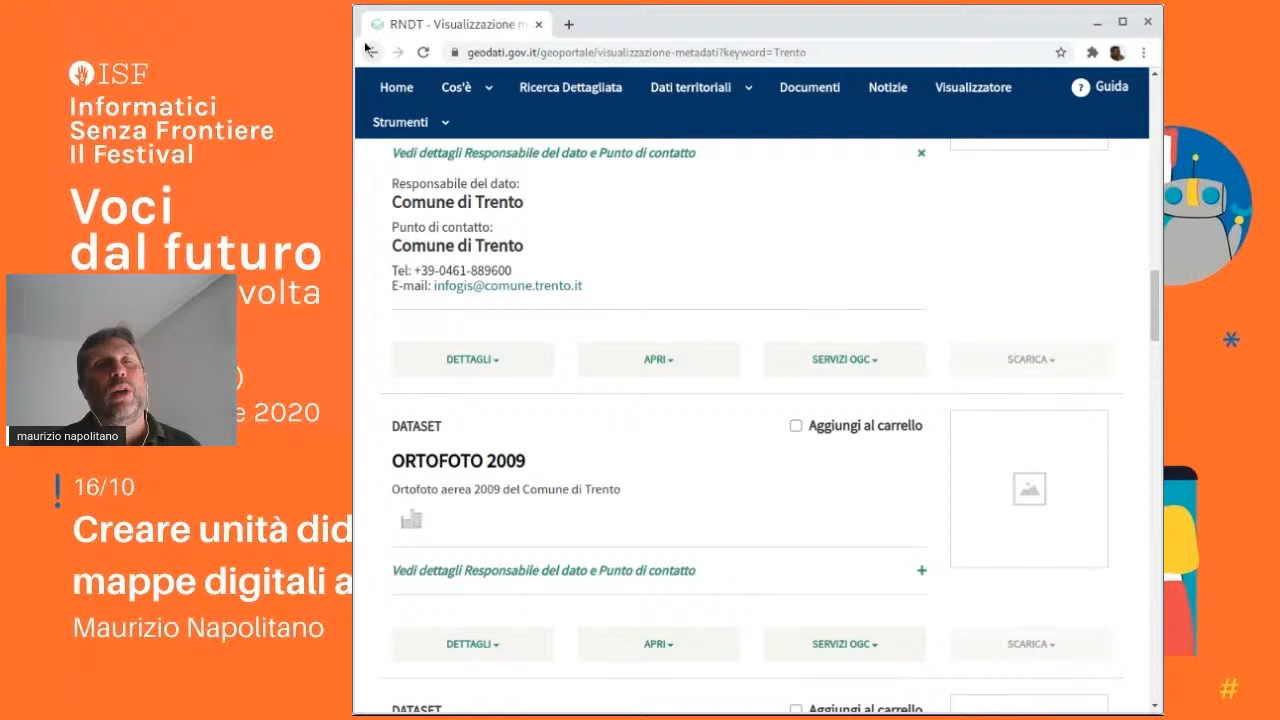 ISF
Informatici
Senza Frontiere
Il Festival
Voci
dal futuro
volta
)
e 2020
maurizio napolitano
16/10
Creare unità did
mappe digitali a
Maurizio Napolitano
RNDT - Visualizzazione m
geodati.gov.it/geoportale/visualizzazione-metadati?keyword=Trento
Home Cos'è Ricerca Dettagliata Dati territoriali Documenti Notizie Visualizzatore ? Guida
Strumenti
Vedi dettagli Responsabile del dato e Punto di contatto
Responsabile del dato:
Comune di Trento
Punto di contatto:
Comune di Trento
Tel: +39-0461-889600
E-mail: infogis@comune.trento.it
DETTAGLI APRI SERVIZI OGC SCARICA
DATASET Aggiungi al carrello
ORTOFOTO 2009
Ortofoto aerea 2009 del Comune di Trento
Vedi dettagli Responsabile del dato e Punto di contatto +
DETTAGLI APRI SERVIZI OGC SCARICA
DATASET Aggiungi al carrello
#